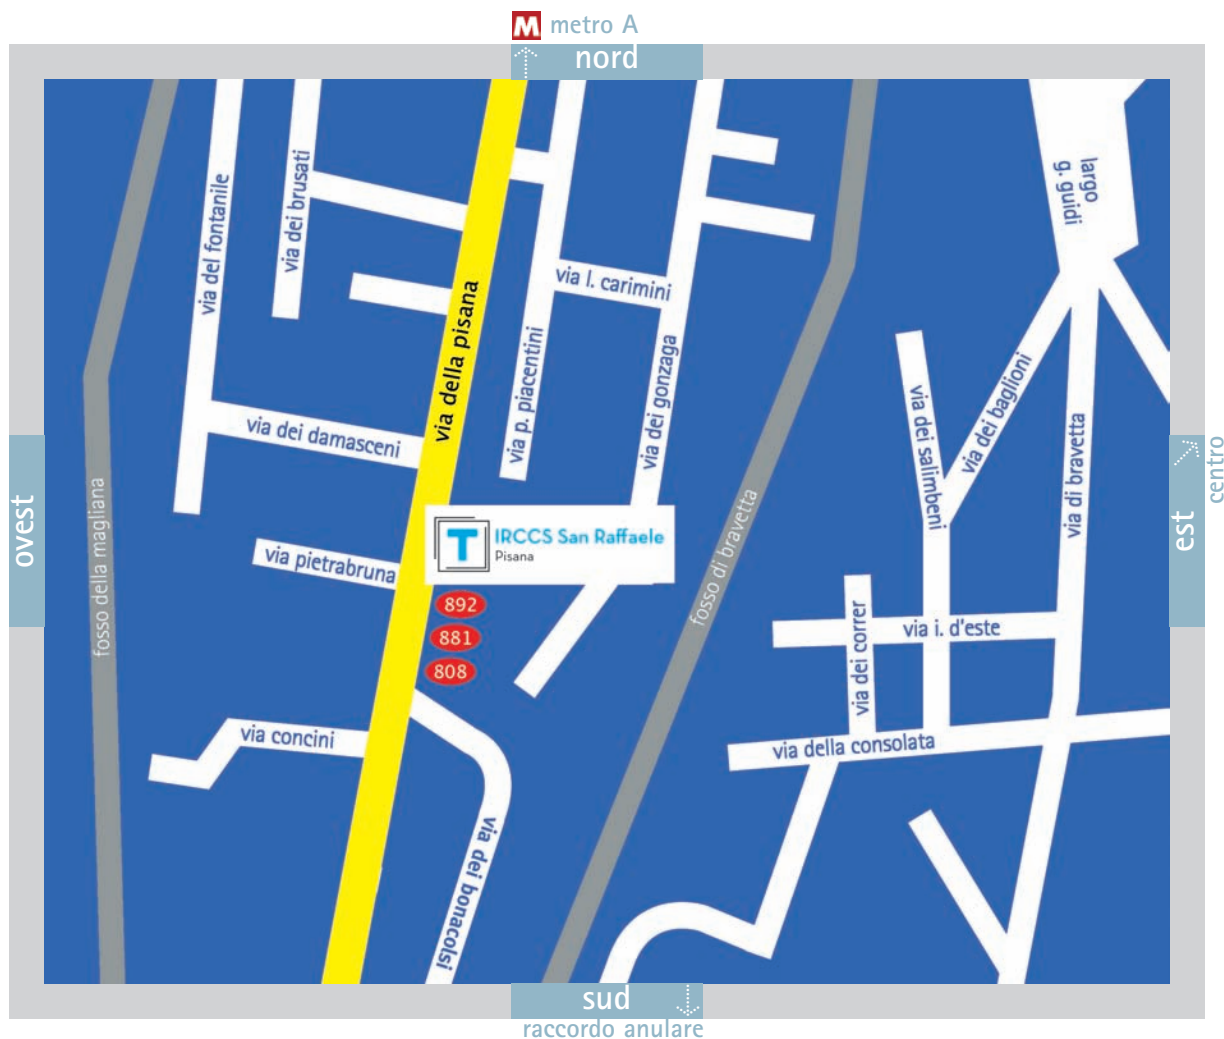 M metro A
nord
largo
g. guidi
via dei brusati
via del fontanile
via l. carimini
via della pisana
via p. piacentini
via dei gonzaga
via dei baglioni
via dei salimbeni
via di bravetta
via dei damasceni
centro
ovest
est
fosso della magliana
fosso di bravetta
T IRCCS San Raffaele
Pisana
via pietrabruna
892
881
808
via dei correr
via i. d'este
via concini
via della consolata
via dei bonacolsi
sud
raccordo anulare